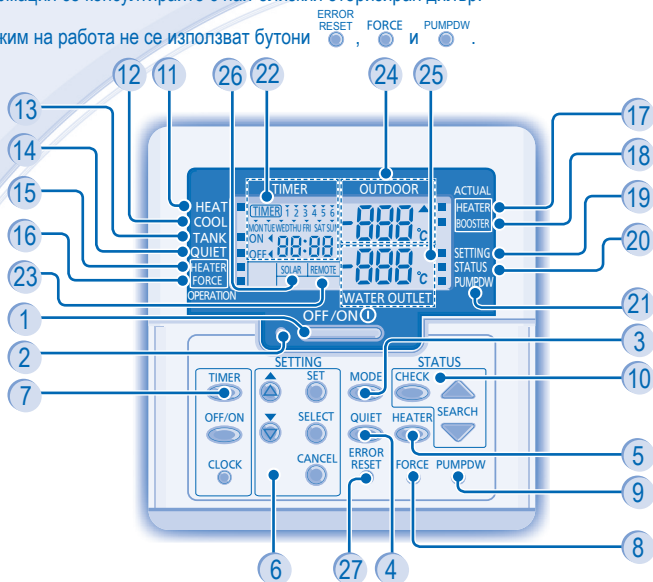 ERROR RESET FORCE PUMPDW
жим на работа не се използват бутони , и .
12 11 26 22 24 25
13
14
15
16
23
1
2
7
17
18
19
20
21
3
10
5
9
8
6 27 4
TIMER OUTDOOR ACTUAL
HEAT TIMER 1 2 3 4 5 6 888 °C HEATER
COOL MON TUE WED THU FRI SAT SUN BOOSTER
TANK ON 88:88
QUIET OFF 888 °C SETTING
HEATER SOLAR REMOTE STATUS
FORCE PUMPDW
OPERATION WATER OUTLET
OFF/ON
SETTING STATUS
TIMER SET MODE CHECK
OFF/ON SELECT QUIET HEATER SEARCH
CLOCK CANCEL ERROR RESET FORCE PUMPDW